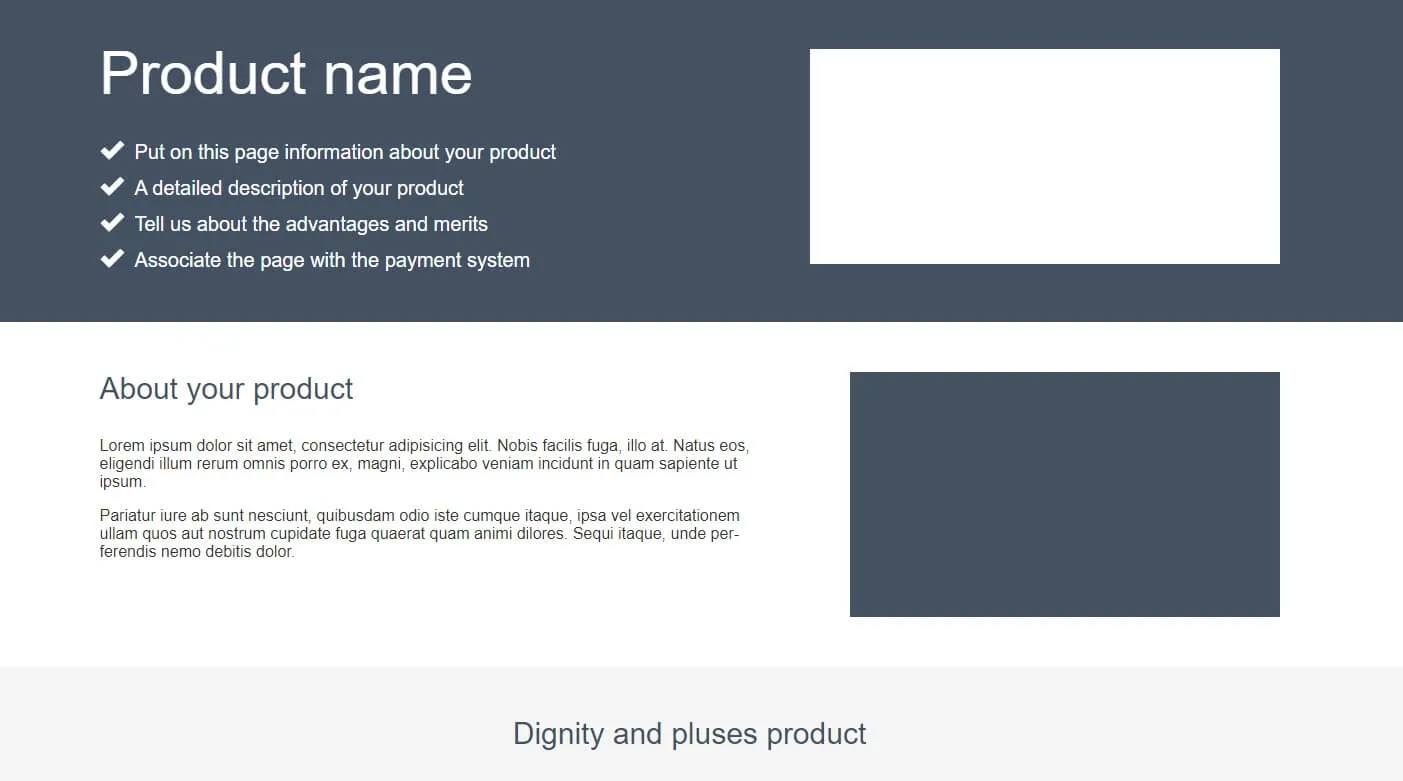 Product name
Put on this page information about your product
A detailed description of your product
Tell us about the advantages and merits
Associate the page with the payment system
About your product
Lorem ipsum dolor sit amet, consectetur adipisicing elit. Nobis facilis fuga, illo at. Natus eos,
eligendi illum rerum omnis porro ex, magni, explicabo veniam incidunt in quam sapiente ut
ipsum.
Pariatur iure ab sunt nesciunt, quibusdam odio iste cumque itaque, ipsa vel exercitationem
ullam quos aut nostrum cupidate fuga quaerat quam animi dilores. Sequi itaque, unde per-
ferendis nemo debitis dolor.
Dignity and pluses product